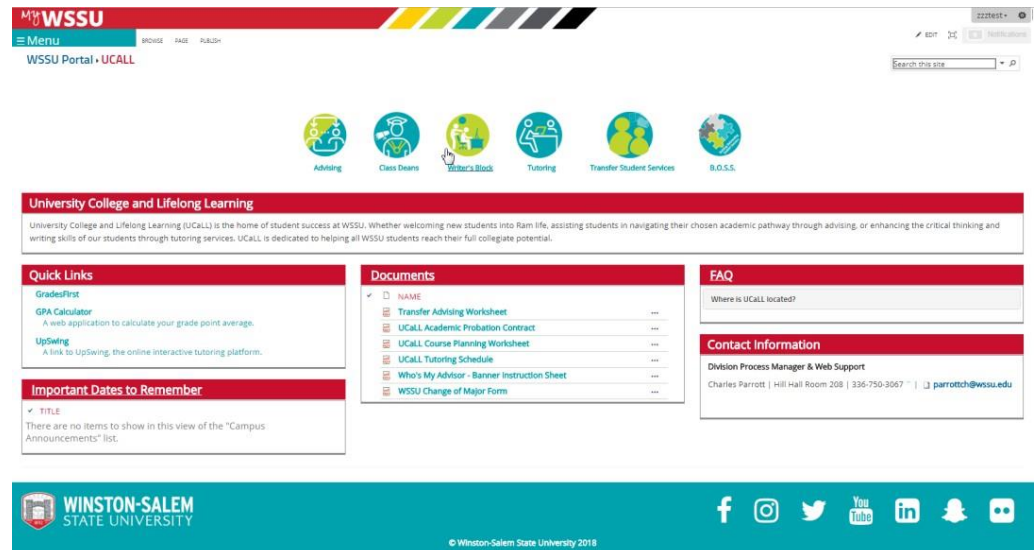 MyWSSU
zzztest
Menu
BROWSE PAGE PUBLISH
EDIT
Notifications
WSSU Portal UCALL
Search this site
Advising
Class Deans
Writer's Block
Tutoring
Transfer Student Services
B.O.S.S.
University College and Lifelong Learning
University College and Lifelong Learning (UCaLL) is the home of student success at WSSU. Whether welcoming new students into Ram life, assisting students in navigating their chosen academic pathway through advising, or enhancing the critical thinking and
writing skills of our students through tutoring services. UCaLL is dedicated to helping all WSSU students reach their full collegiate potential.
Quick Links
GradesFirst
GPA Calculator
A web application to calculate your grade point average.
UpSwing
A link to UpSwing, the online interactive tutoring platform.
Important Dates to Remember
TITLE
There are no items to show in this view of the "Campus
Announcements" list.
Documents
NAME
Transfer Advising Worksheet
UCaLL Academic Probation Contract
UCaLL Course Planning Worksheet
UCaLL Tutoring Schedule
Who's My Advisor - Banner Instruction Sheet
WSSU Change of Major Form
FAQ
Where is UCaLL located?
Contact Information
Division Process Manager & Web Support
Charles Parrott | Hill Hall Room 208 | 336-750-3067 | parrottch@wssu.edu
WINSTON-SALEM
STATE UNIVERSITY
You
Tube
in
© Winston-Salem State University 2018